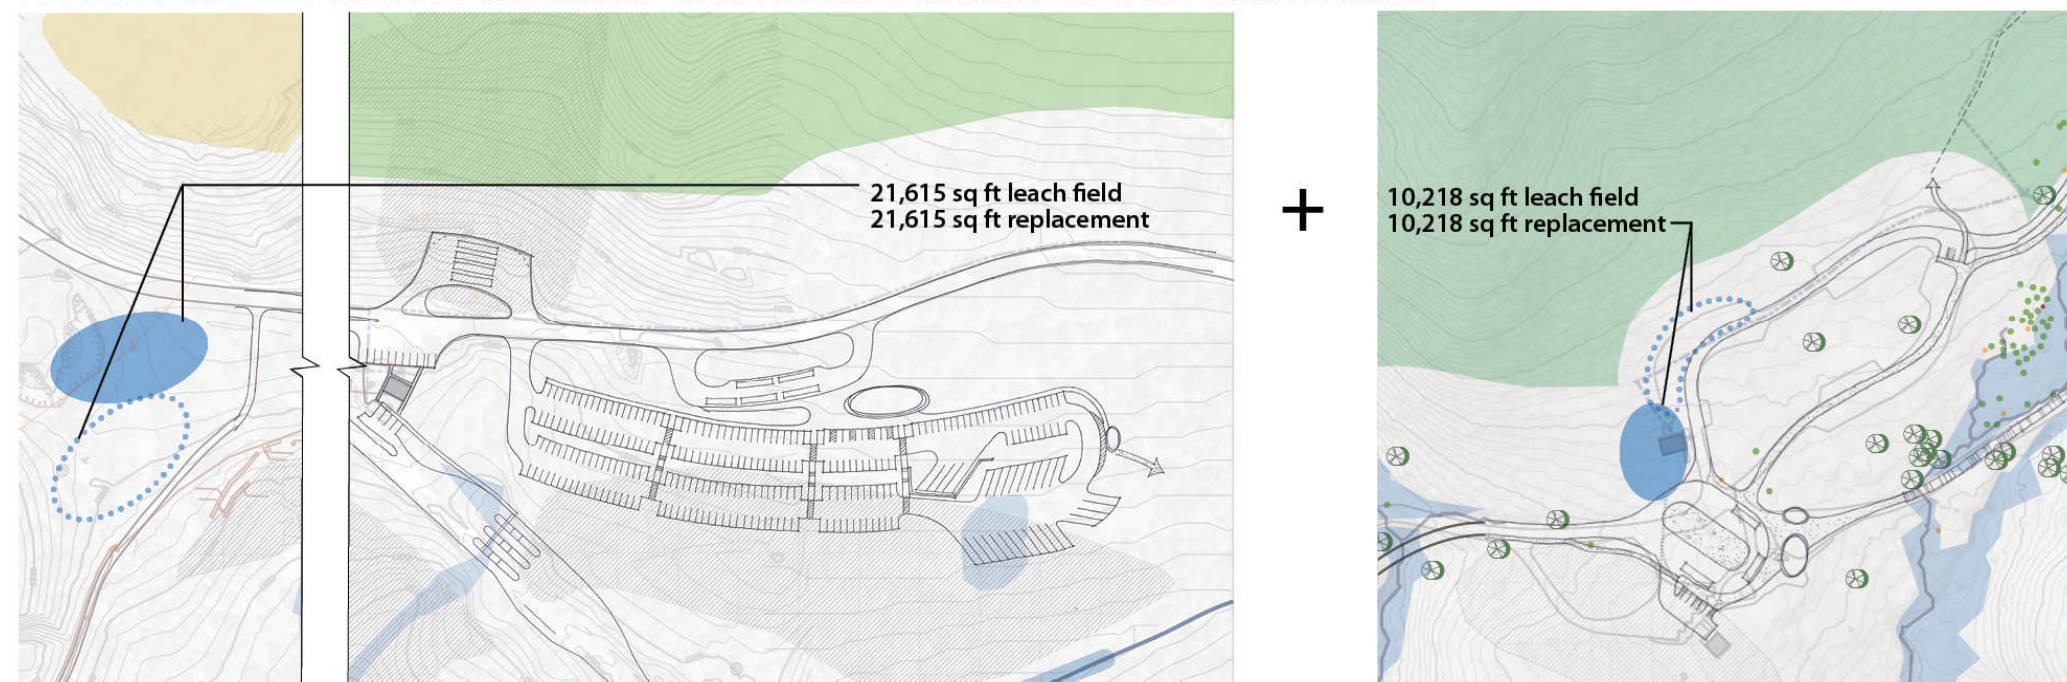 21,615 sq ft leach field
21,615 sq ft replacement
+
10,218 sq ft leach field
10,218 sq ft replacement